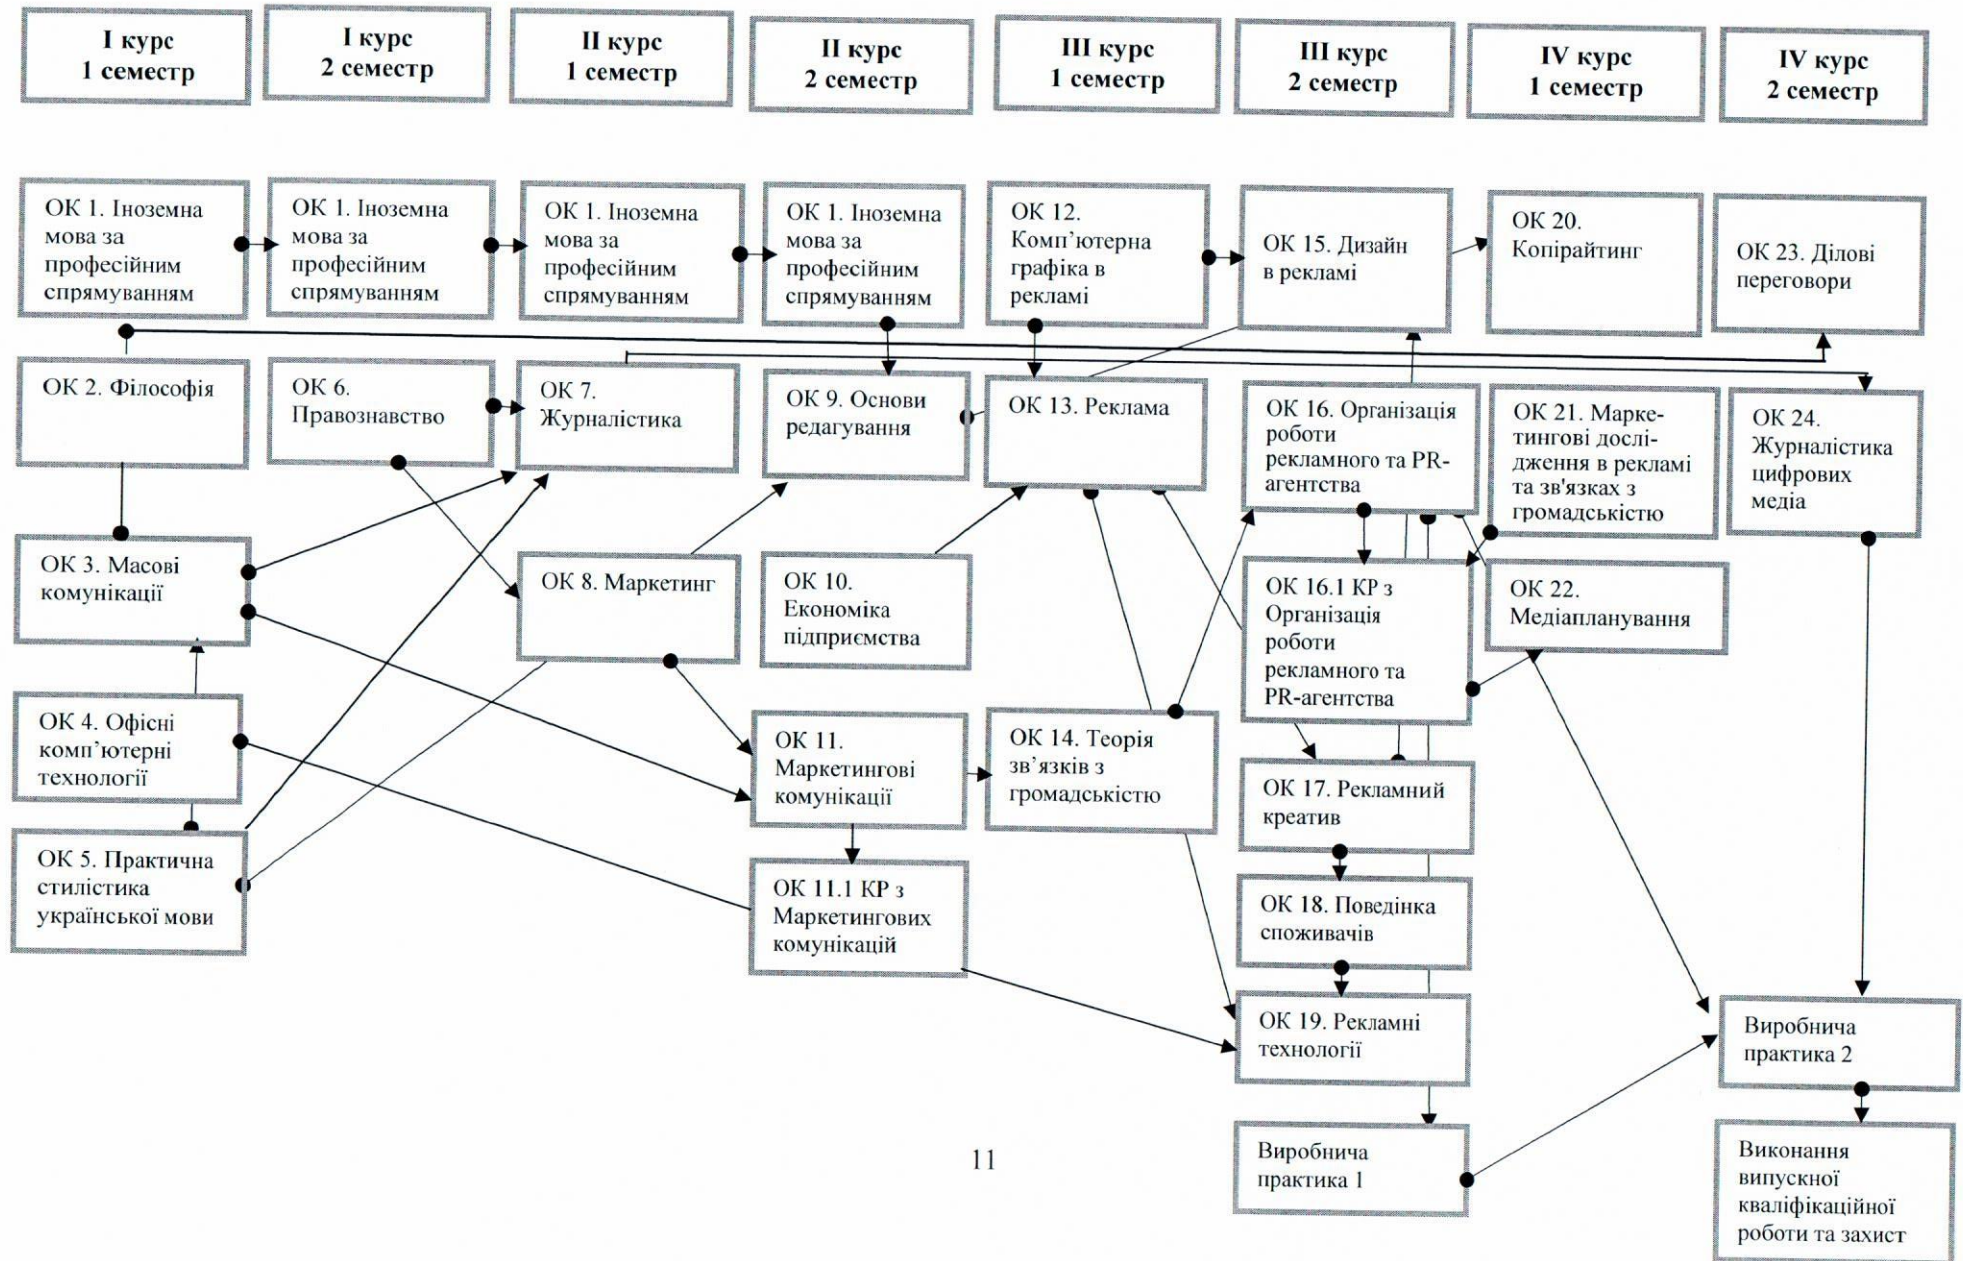 І курс
1 семестр
І курс
2 семестр
ІІ курс
1 семестр
ІІ курс
2 семестр
ІІІ курс
1 семестр
ІІІ курс
2 семестр
IV курс
1 семестр
IV курс
2 семестр
ОК 1. Іноземна
мова за
професійним
спрямуванням
ОК 1. Іноземна
мова за
професійним
спрямуванням
ОК 1. Іноземна
мова за
професійним
спрямуванням
ОК 1. Іноземна
мова за
професійним
спрямуванням
ОК 12.
Комп’ютерна
графіка в
рекламі
ОК 15. Дизайн
в рекламі
ОК 20.
Копірайтинг
ОК 23. Ділові
переговори
ОК 2. Філософія
ОК 6.
Правознавство
ОК 7.
Журналістика
ОК 9. Основи
редагування
ОК 13. Реклама
ОК 16. Організація
роботи
рекламного та PR-
агентства
ОК 21. Марке-
тингові дослі-
дження в рекламі
та зв'язках з
громадськістю
ОК 24.
Журналістика
цифрових
медіа
ОК 3. Масові
комунікації
ОК 8. Маркетинг
ОК 10.
Економіка
підприємства
ОК 16.1 КР з
Організація
роботи
рекламного та
PR-агентства
ОК 22.
Медіапланування
ОК 4. Офісні
комп’ютерні
технології
ОК 11.
Маркетингові
комунікації
ОК 14. Теорія
зв’язків з
громадськістю
ОК 17. Рекламний
креатив
ОК 5. Практична
стилістика
української мови
ОК 11.1 КР з
Маркетингових
комунікацій
ОК 18. Поведінка
споживачів
ОК 19. Рекламні
технології
Виробнича
практика 2
Виробнича
практика 1
Виконання
випускної
кваліфікаційної
роботи та захист
11